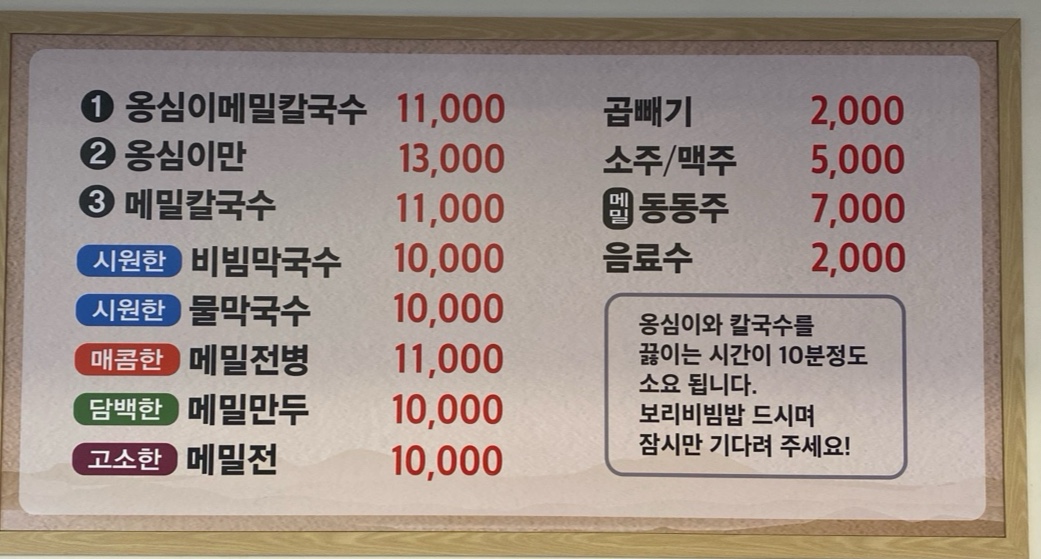 ❶ 옹심이메밀칼국수 11,000
❷ 옹심이만 13,000
❸ 메밀칼국수 11,000
시원한 비빔막국수 10,000
시원한 물막국수 10,000
매콤한 메밀전병 11,000
담백한 메밀만두 10,000
고소한 메밀전 10,000
곱빼기 2,000
소주/맥주 5,000
메밀 동동주 7,000
음료수 2,000
옹심이와 칼국수를
끓이는 시간이 10분정도
소요 됩니다.
보리비빔밥 드시며
잠시만 기다려 주세요!